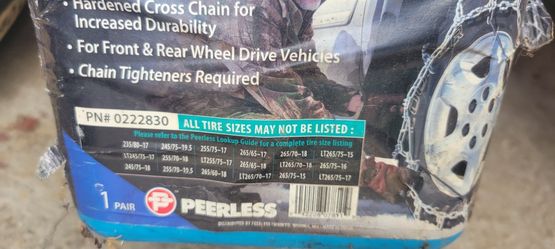 • Hardened Cross Chain for
Increased Durability
• For Front & Rear Wheel Drive Vehicles
• Chain Tighteners Required
PN# 0222830 ALL TIRE SIZES MAY NOT BE LISTED :
Please refer to the Peerless Lookup Guide for a complete tire size listing
235/80-17 245/75-19.5 255/75-17 265/65-17 265/70-18 LT265/75-15
LT245/75-17 255/70-18 LT255/75-17 265/65-18 LT265/70-18 265/75-16
245/75-18 255/70-19.5 265/60-18 LT265/70-17 265/75-15 LT265/75-17
1 PAIR PEERLESS